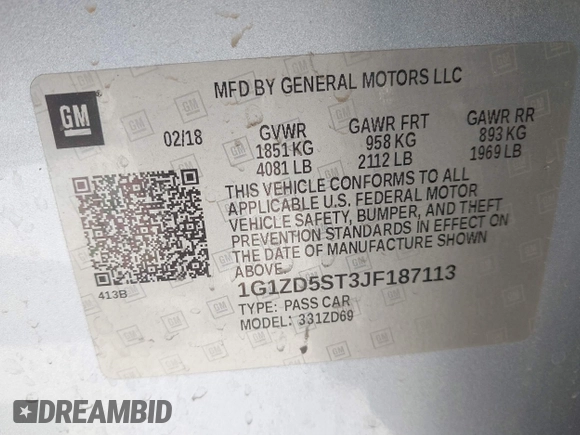 MFD BY GENERAL MOTORS LLC
GM
02/18 GVWR GAWR FRT GAWR RR
1851 KG 958 KG 893 KG
4081 LB 2112 LB 1969 LB
THIS VEHICLE CONFORMS TO ALL
APPLICABLE U.S. FEDERAL MOTOR
VEHICLE SAFETY, BUMPER, AND THEFT
PREVENTION STANDARDS IN EFFECT ON
THE DATE OF MANUFACTURE SHOWN
ABOVE.
413B
1G1ZD5ST3JF187113
TYPE: PASS CAR
MODEL: 331ZD69
DREAMBID